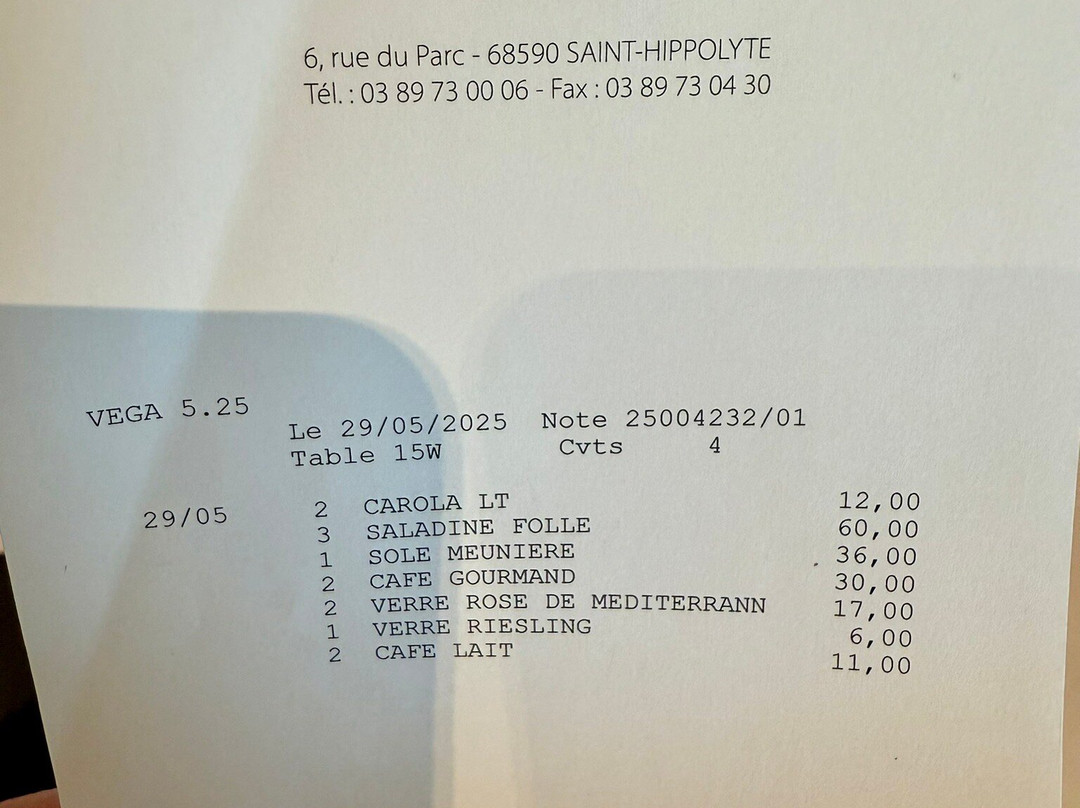 6, rue du Parc - 68590 SAINT-HIPPOLYTE
Tél. : 03 89 73 00 06 - Fax : 03 89 73 04 30
VEGA 5.25
Le 29/05/2025 Note 25004232/01
Table 15W Cvts 4
29/05 2 CAROLA LT 12,00
3 SALADINE FOLLE 60,00
1 SOLE MEUNIERE 36,00
2 CAFE GOURMAND 30,00
2 VERRE ROSE DE MEDITERRANN 17,00
1 VERRE RIESLING 6,00
2 CAFE LAIT 11,00